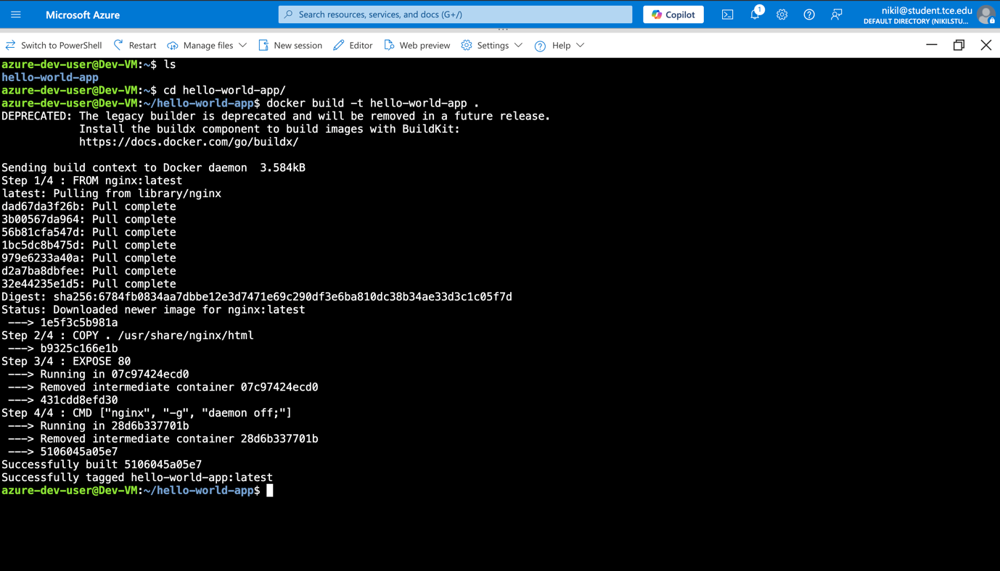 Microsoft Azure
Search resources, services, and docs (G+/)
Copilot
1
nikil@student.tce.edu
DEFAULT DIRECTORY (NIKILSTU...
Switch to PowerShell
Restart
Manage files
New session
Editor
Web preview
Settings
Help
azure-dev-user@Dev-VM:~$ ls
hello-world-app
azure-dev-user@Dev-VM:~$ cd hello-world-app/
azure-dev-user@Dev-VM:~/hello-world-app$ docker build -t hello-world-app .
DEPRECATED: The legacy builder is deprecated and will be removed in a future release.
Install the buildx component to build images with BuildKit:
https://docs.docker.com/go/buildx/
Sending build context to Docker daemon  3.584kB
Step 1/4 : FROM nginx:latest
latest: Pulling from library/nginx
dad67da3f26b: Pull complete
3b00567da964: Pull complete
56b81cfa547d: Pull complete
1bc5dc8b475d: Pull complete
979e6233a40a: Pull complete
d2a7ba8dbfee: Pull complete
32e44235e1d5: Pull complete
Digest: sha256:6784fb0834aa7dbbe12e3d7471e69c290df3e6ba810dc38b34ae33d3c1c05f7d
Status: Downloaded newer image for nginx:latest
---> 1e5f3c5b981a
Step 2/4 : COPY . /usr/share/nginx/html
---> b9325c166e1b
Step 3/4 : EXPOSE 80
---> Running in 07c97424ecd0
---> Removed intermediate container 07c97424ecd0
---> 431cdd8efd30
Step 4/4 : CMD ["nginx", "-g", "daemon off;"]
---> Running in 28d6b337701b
---> Removed intermediate container 28d6b337701b
---> 5106045a05e7
Successfully built 5106045a05e7
Successfully tagged hello-world-app:latest
azure-dev-user@Dev-VM:~/hello-world-app$